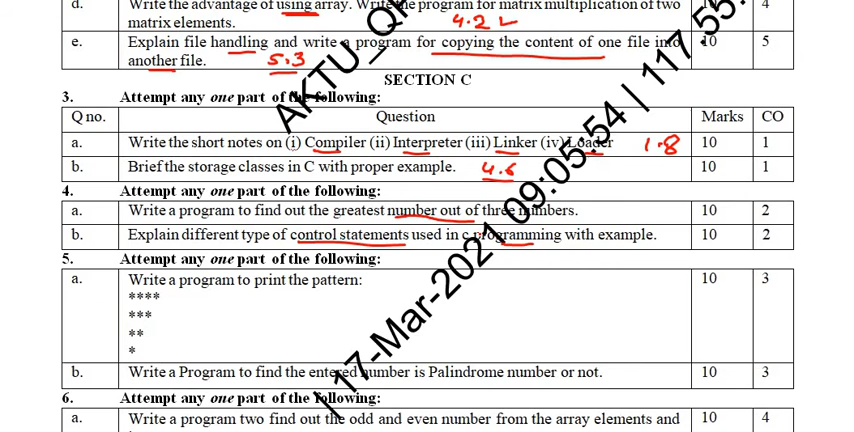 d. Write the advantage of using array. Write the program for matrix multiplication of two 10 4
matrix elements. 4.2
e. Explain file handling and write a program for copying the content of one file into 10 5
another file. 5.3
SECTION C
3. Attempt any one part of the following:
Q no. Question Marks CO
a. Write the short notes on (i) Compiler (ii) Interpreter (iii) Linker (iv) Loader 1.8 10 1
b. Brief the storage classes in C with proper example. 4.6 10 1
4. Attempt any one part of the following:
a. Write a program to find out the greatest number out of three numbers. 10 2
b. Explain different type of control statements used in c programming with example. 10 2
5. Attempt any one part of the following:
a. Write a program to print the pattern: 10 3
****
***
**
*
b. Write a Program to find the entered number is Palindrome number or not. 10 3
6. Attempt any one part of the following:
a. Write a program two find out the odd and even number from the array elements and 10 4
| 17-Mar-2021 09:05:54 | 117.55.